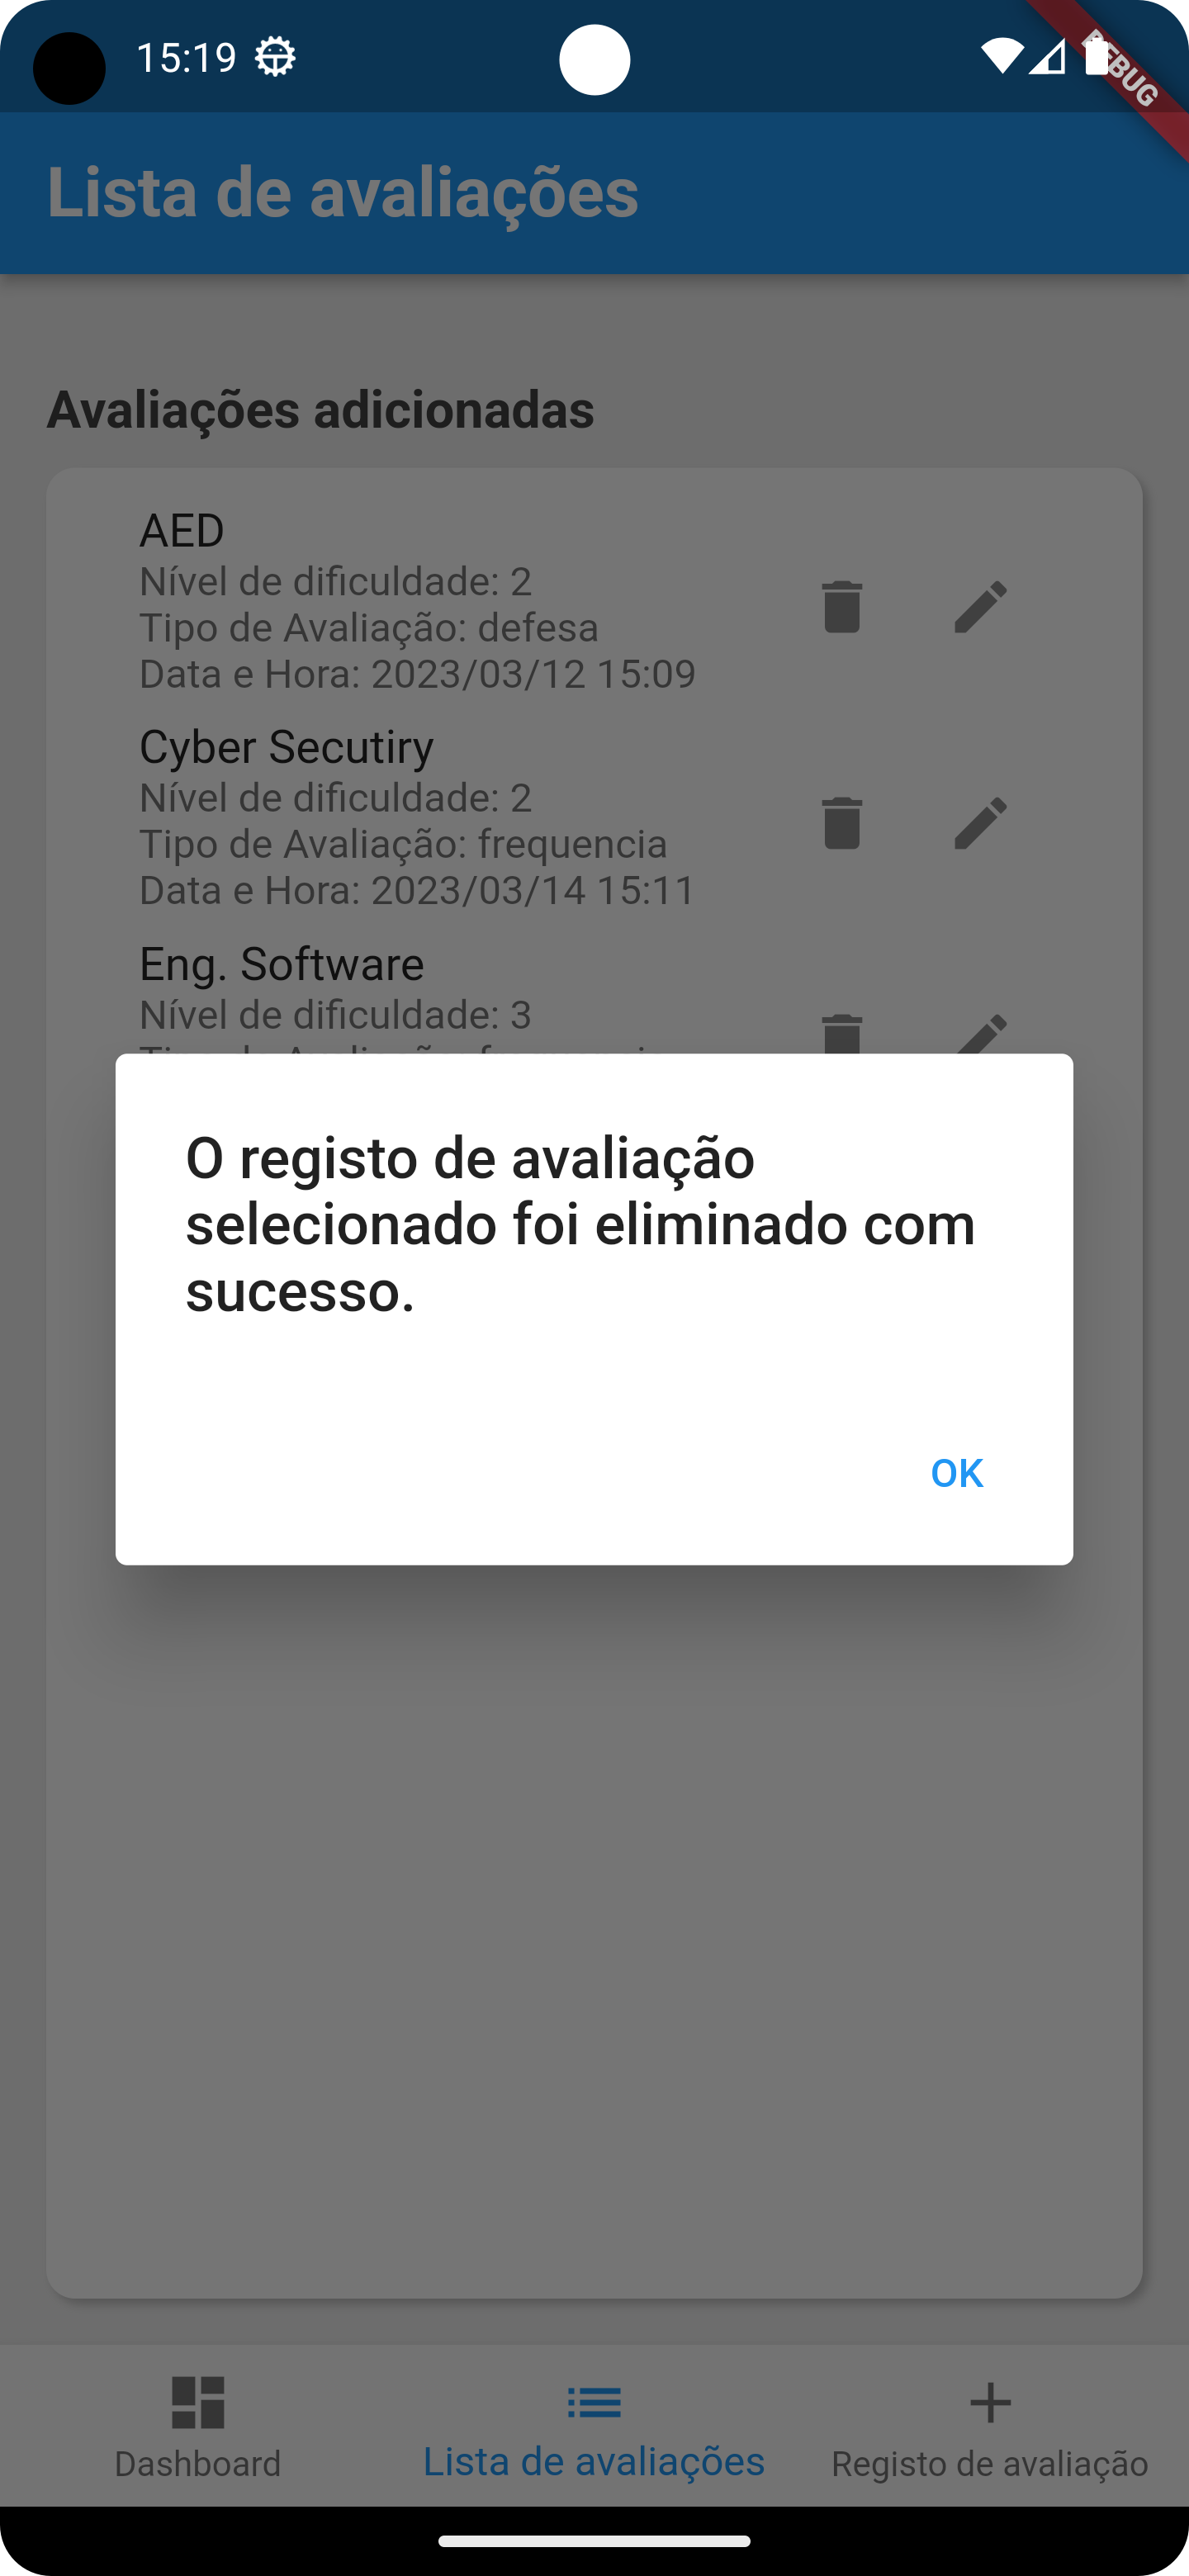 15:19
DEBUG
Lista de avaliações
Avaliações adicionadas
AED
Nível de dificuldade: 2
Tipo de Avaliação: defesa
Data e Hora: 2023/03/12 15:09
Cyber Secutiry
Nível de dificuldade: 2
Tipo de Avaliação: frequencia
Data e Hora: 2023/03/14 15:11
Eng. Software
Nível de dificuldade: 3
O registo de avaliação
selecionado foi eliminado com
sucesso.
OK
Dashboard
Lista de avaliações
Registo de avaliação